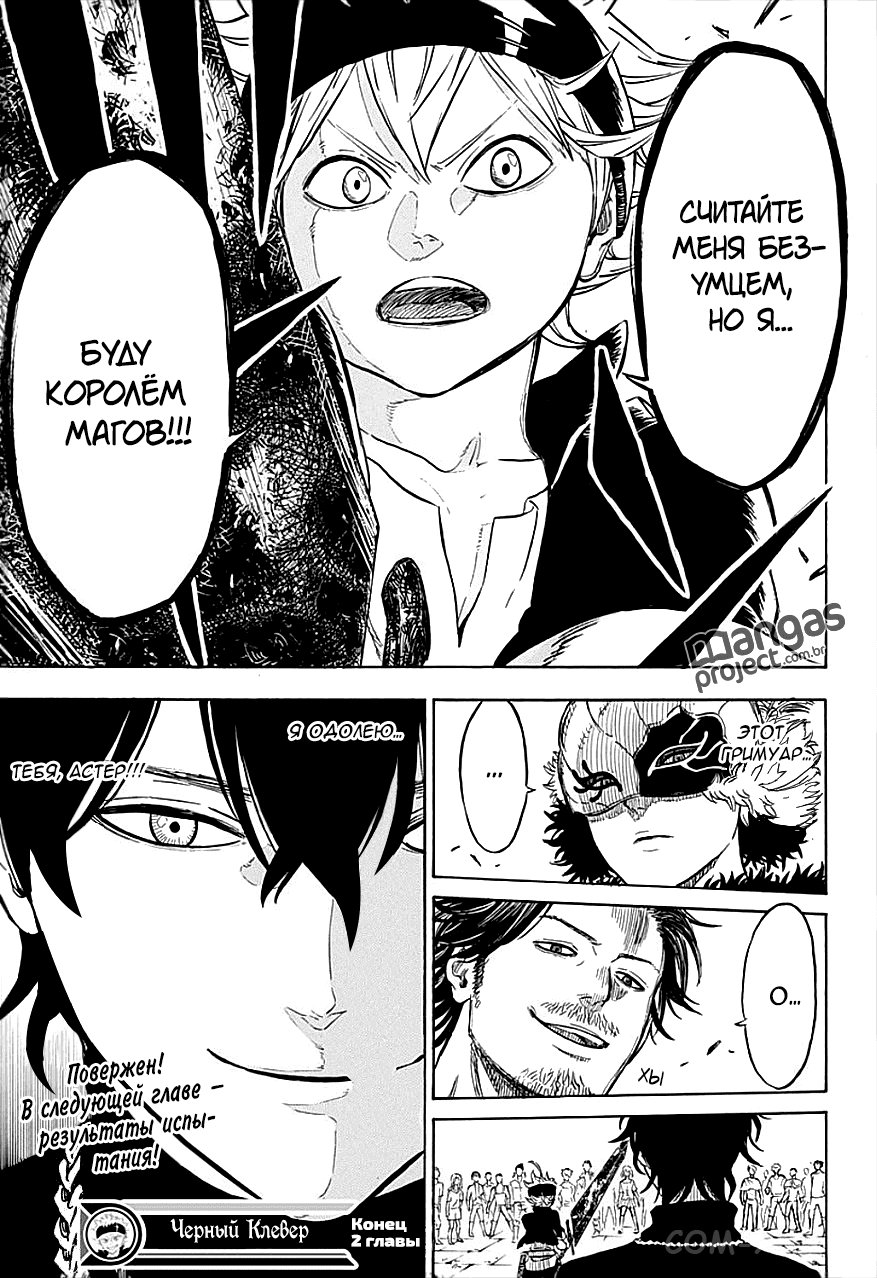 СЧИТАЙТЕ
МЕНЯ БЕЗ-
УМЦЕМ,
НО Я...
БУДУ
КОРОЛЁМ
МАГОВ!!!
mangas
project.com.br
ЭТОТ
ГРИМУАР...
...
О...
ХЫ
Я ОДОЛЕЮ...
ТЕБЯ, АСТЕР!!!
Повержен!
В следующей главе –
результаты испы-
тания!
Черный Клевер
Конец
2 главы